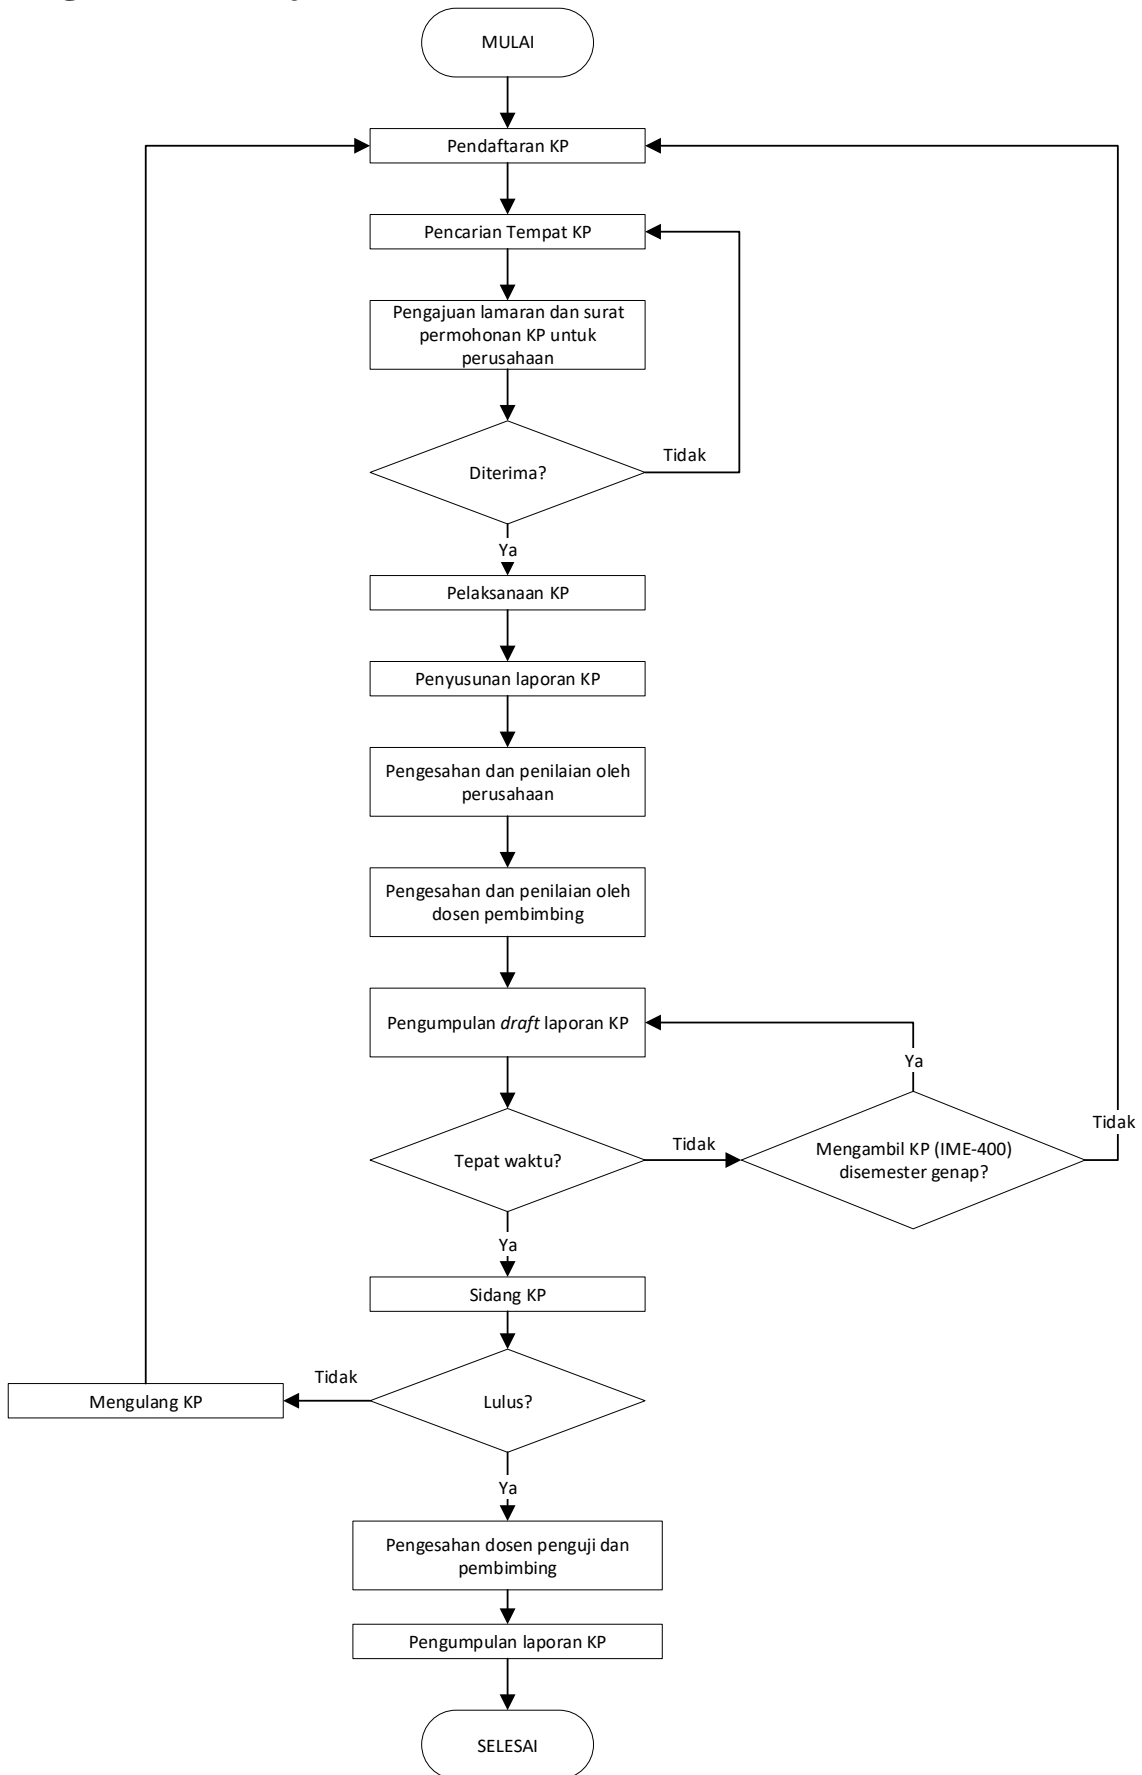 MULAI
Pendaftaran KP
Pencarian Tempat KP
Pengajuan lamaran dan surat
permohonan KP untuk
perusahaan
Diterima?
Tidak
Ya
Pelaksanaan KP
Penyusunan laporan KP
Pengesahan dan penilaian oleh
perusahaan
Pengesahan dan penilaian oleh
dosen pembimbing
Pengumpulan draft laporan KP
Ya
Tepat waktu?
Tidak
Mengambil KP (IME-400)
disemester genap?
Tidak
Ya
Sidang KP
Lulus?
Tidak
Mengulang KP
Ya
Pengesahan dosen penguji dan
pembimbing
Pengumpulan laporan KP
SELESAI